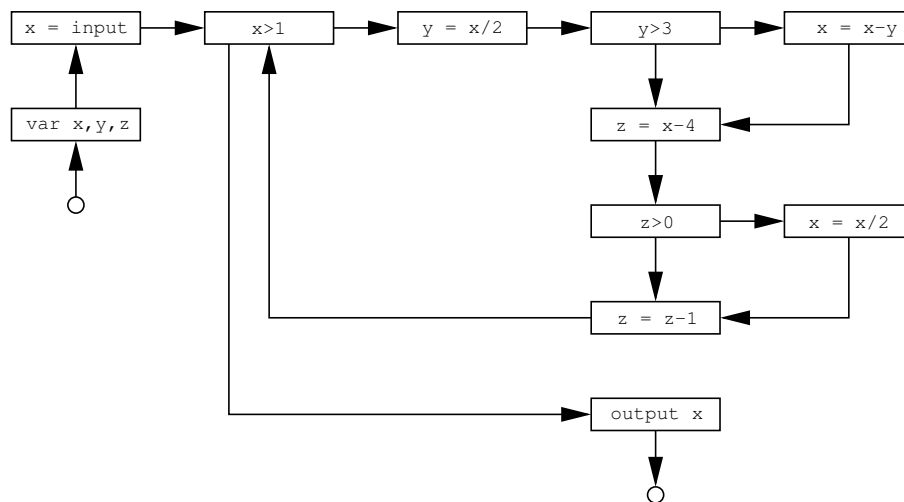 x = input
x>1
y = x/2
y>3
x = x−y
var x,y,z
z = x−4
z>0
x = x/2
z = z−1
output x